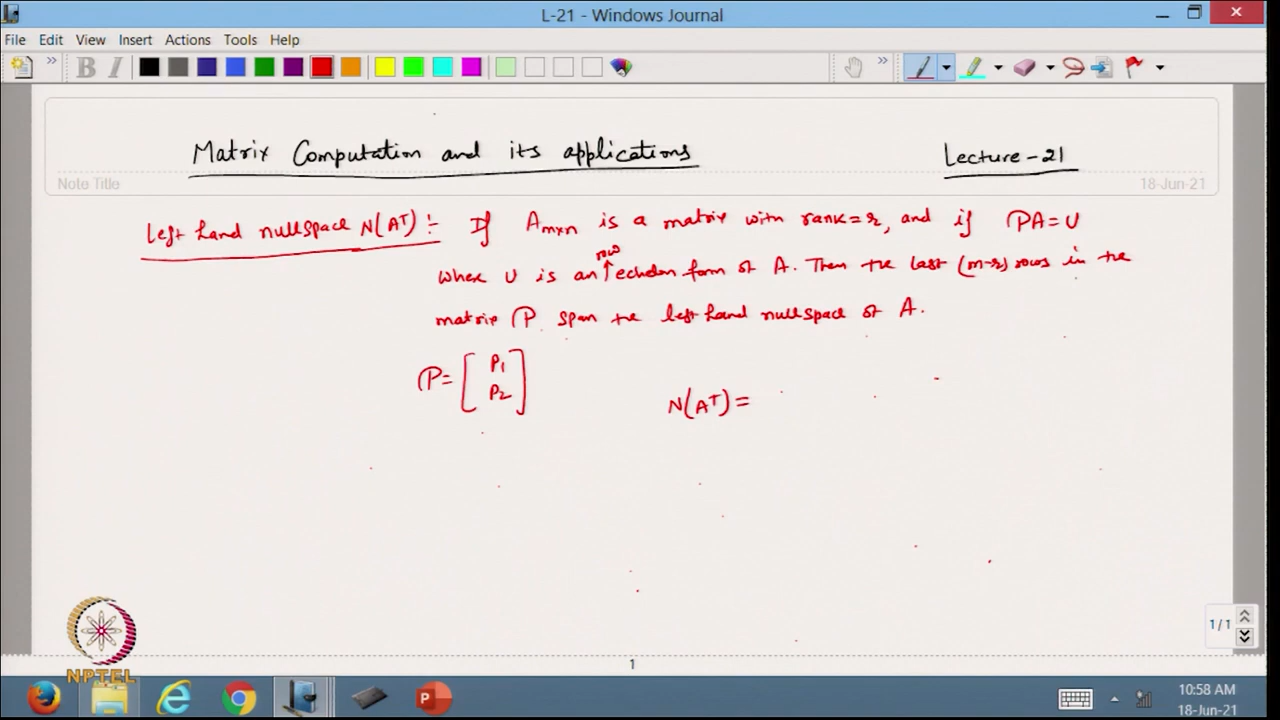 L-21 - Windows Journal
File Edit View Insert Actions Tools Help
Matrix Computation and its applications Lecture-21
Note Title 18-Jun-21
Left hand nullspace N(Aᵀ) :- If Aₘₓₙ is a matrix with rank=r, and if PA=U
where U is an row echelon form of A. Then the last (m-r) rows in the
matrix P span the left hand nullspace of A.
P = [ P₁
P₂ ]
N(Aᵀ) =
1 / 1
NPTEL
1
10:58 AM
18-Jun-21